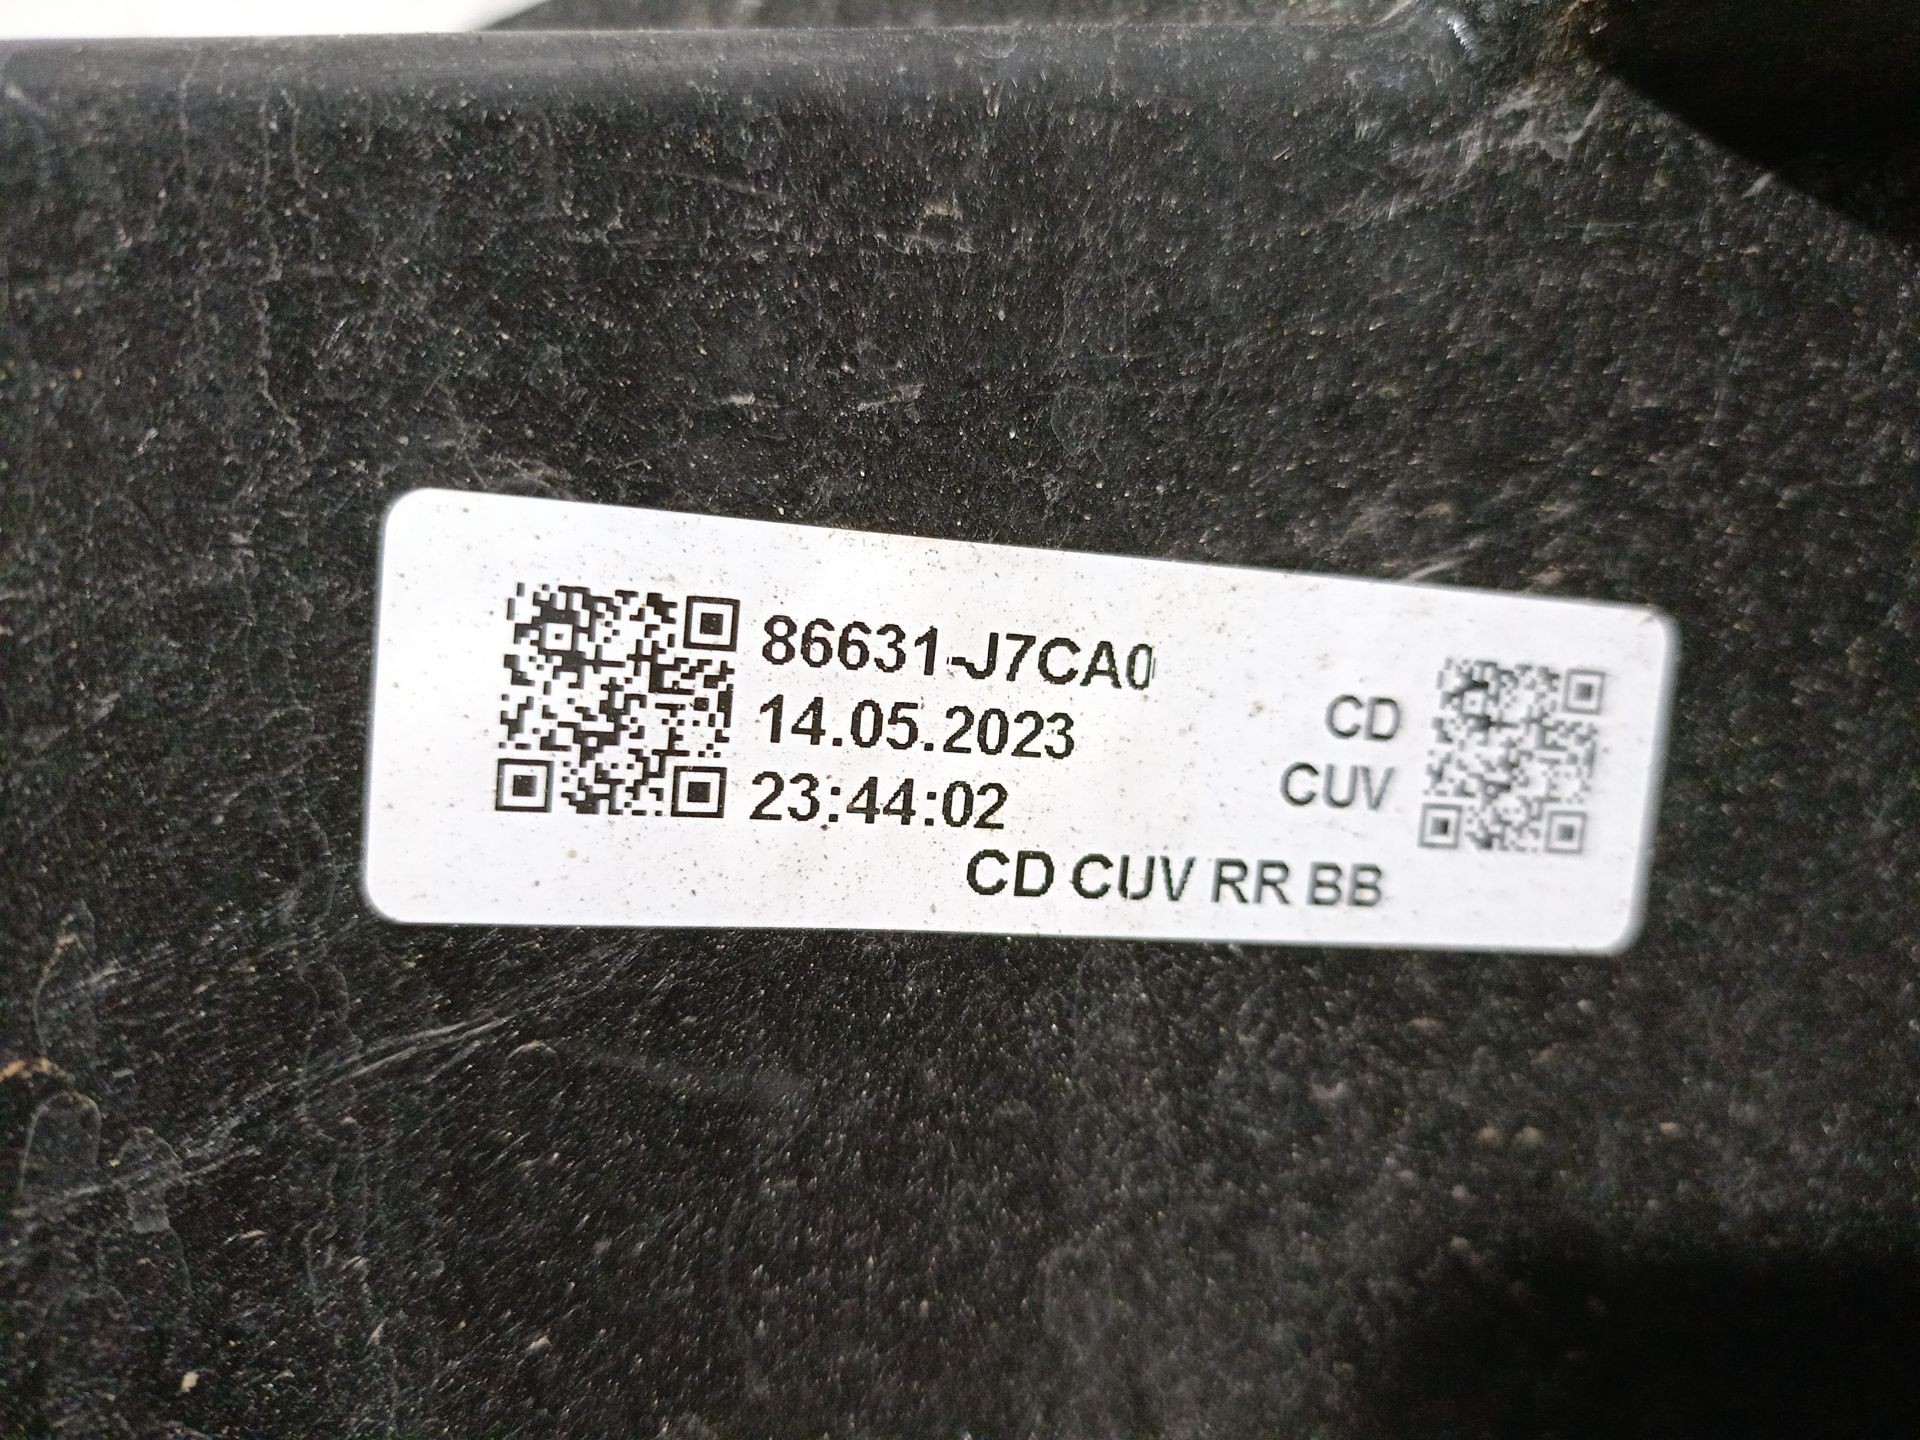 86631-J7CA0
14.05.2023
23:44:02
CD
CUV
CD CUV RR BB